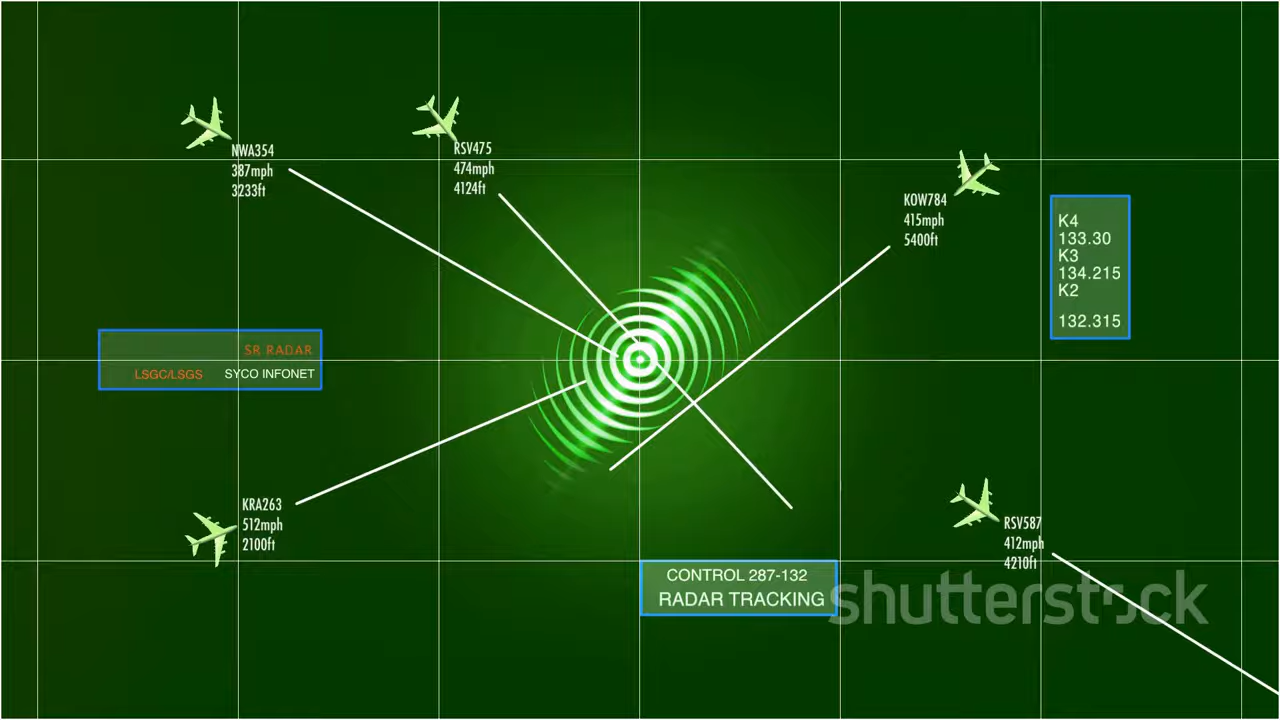 NWA354
387mph
3233ft
RSV475
474mph
4124ft
KOW784
415mph
5400ft
K4
133.30
K3
134.215
K2
132.315
SR RADAR
LSGC/LSGS SYCO INFONET
KRA263
512mph
2100ft
RSV587
412mph
4210ft
CONTROL 287-132
RADAR TRACKING
shutterstock